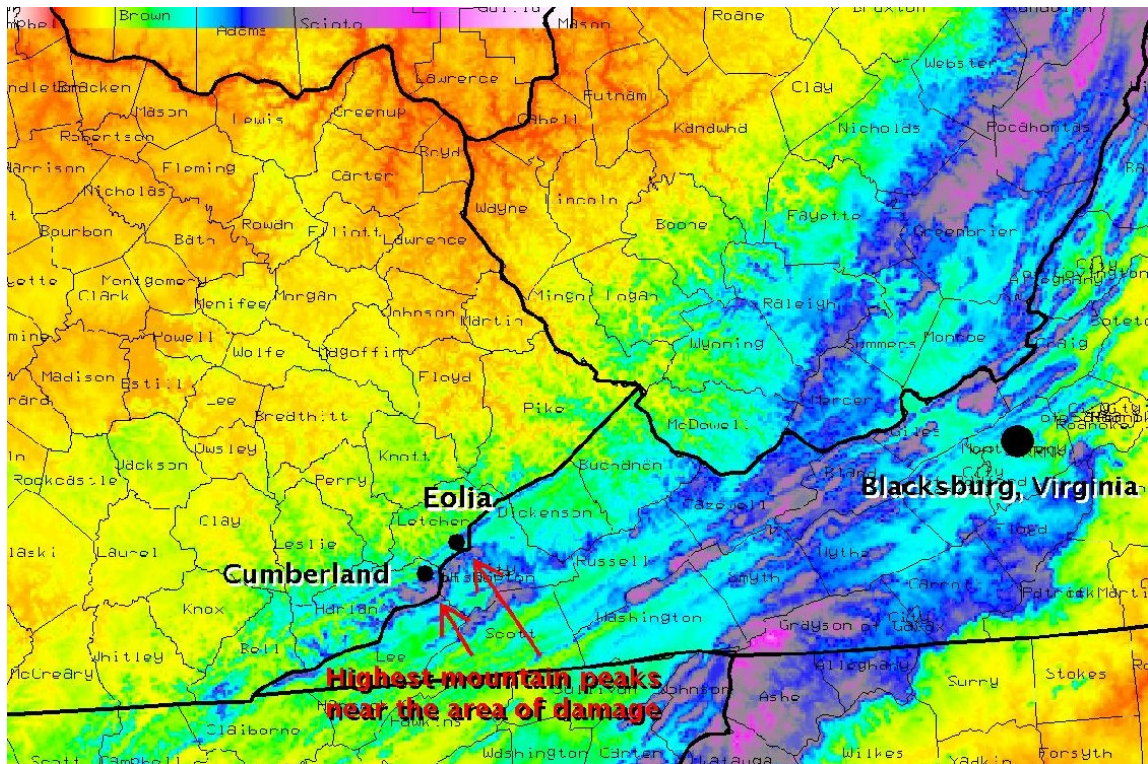 Brown
Adams
Scioto
Mason
Roane
Braxton
Webster
Lawrence
Putnam
Clay
Bracken
Mason
Lewis
Greenup
Cabell
Kanawha
Nicholas
Pocahontas
Robertson
Fleming
Boyd
Carter
Nicholas
Wayne
Lincoln
Fayette
Bourbon
Bath
Rowan
Elliott
Lawrence
Boone
Greenbrier
Montgomery
Clark
Menifee
Morgan
Johnson
Martin
Mingo
Logan
Raleigh
Alleghany
Powell
Wolfe
Magoffin
Wyoming
Summers
Monroe
Craig
Madison
Estill
Lee
Floyd
Breathitt
Pike
McDowell
Mercer
Giles
Roanoke
Owsley
Knott
Buchanan
Bland
Jackson
Perry
Rockcastle
Eolia
Blacksburg, Virginia
Clay
Letcher
Dickenson
Tazewell
Floyd
Laurel
Leslie
Russell
Wythe
Cumberland
Smyth
Knox
Harlan
Scott
Washington
Grayson
Whitley
Bell
Lee
McCreary
Highest mountain peaks
near the area of damage
Sullivan
Johnson
Ashe
Alleghany
Surry
Stokes
Claiborne
Hawkins
Scott
Campbell
Washington
Carter
Watauga
Wilkes
Yadkin
Forsyth